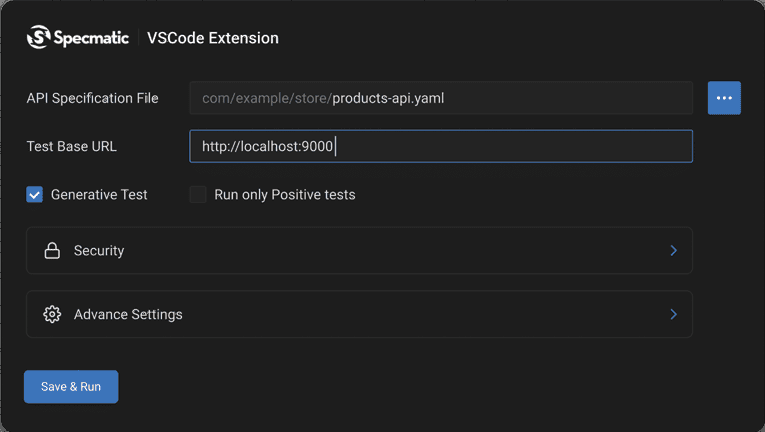 Specmatic VSCode Extension
API Specification File com/example/store/products-api.yaml ...
Test Base URL http://localhost:9000
Generative Test Run only Positive tests
Security
Advance Settings
Save & Run